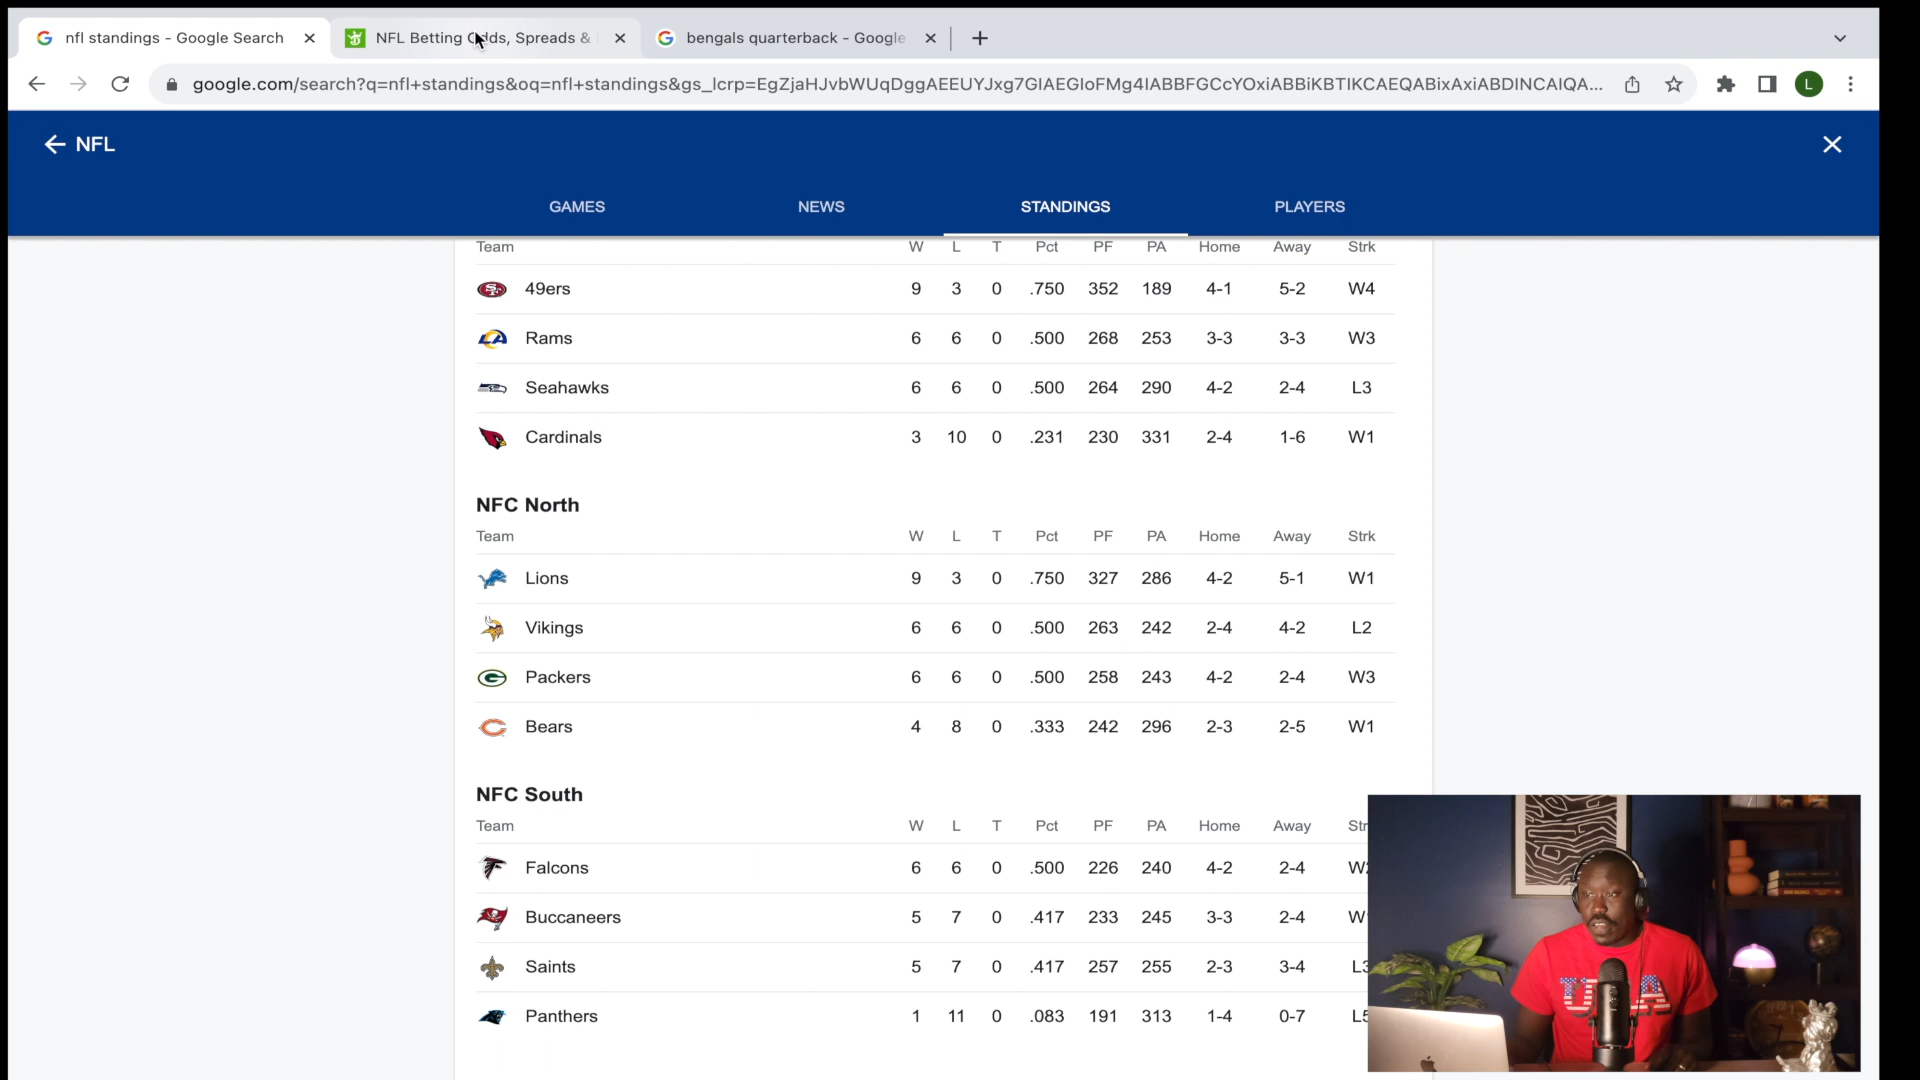 nfl standings - Google Search
NFL Betting Odds, Spreads &
bengals quarterback - Google
google.com/search?q=nfl+standings&oq=nfl+standings&gs_lcrp=EgZjaHJvbWUqDggAEEUYJxg7GIAEGIoFMg4IABBFGCcYOxiABBiKBTIKCAEQABixAxiABDINCAIQA...
L
NFL
GAMES NEWS STANDINGS PLAYERS
Team W L T Pct PF PA Home Away Strk
49ers 9 3 0 .750 352 189 4-1 5-2 W4
Rams 6 6 0 .500 268 253 3-3 3-3 W3
Seahawks 6 6 0 .500 264 290 4-2 2-4 L3
Cardinals 3 10 0 .231 230 331 2-4 1-6 W1
NFC North
Team W L T Pct PF PA Home Away Strk
Lions 9 3 0 .750 327 286 4-2 5-1 W1
Vikings 6 6 0 .500 263 242 2-4 4-2 L2
Packers 6 6 0 .500 258 243 4-2 2-4 W3
Bears 4 8 0 .333 242 296 2-3 2-5 W1
NFC South
Team W L T Pct PF PA Home Away
Falcons 6 6 0 .500 226 240 4-2 2-4
Buccaneers 5 7 0 .417 233 245 3-3 2-4
Saints 5 7 0 .417 257 255 2-3 3-4
Panthers 1 11 0 .083 191 313 1-4 0-7